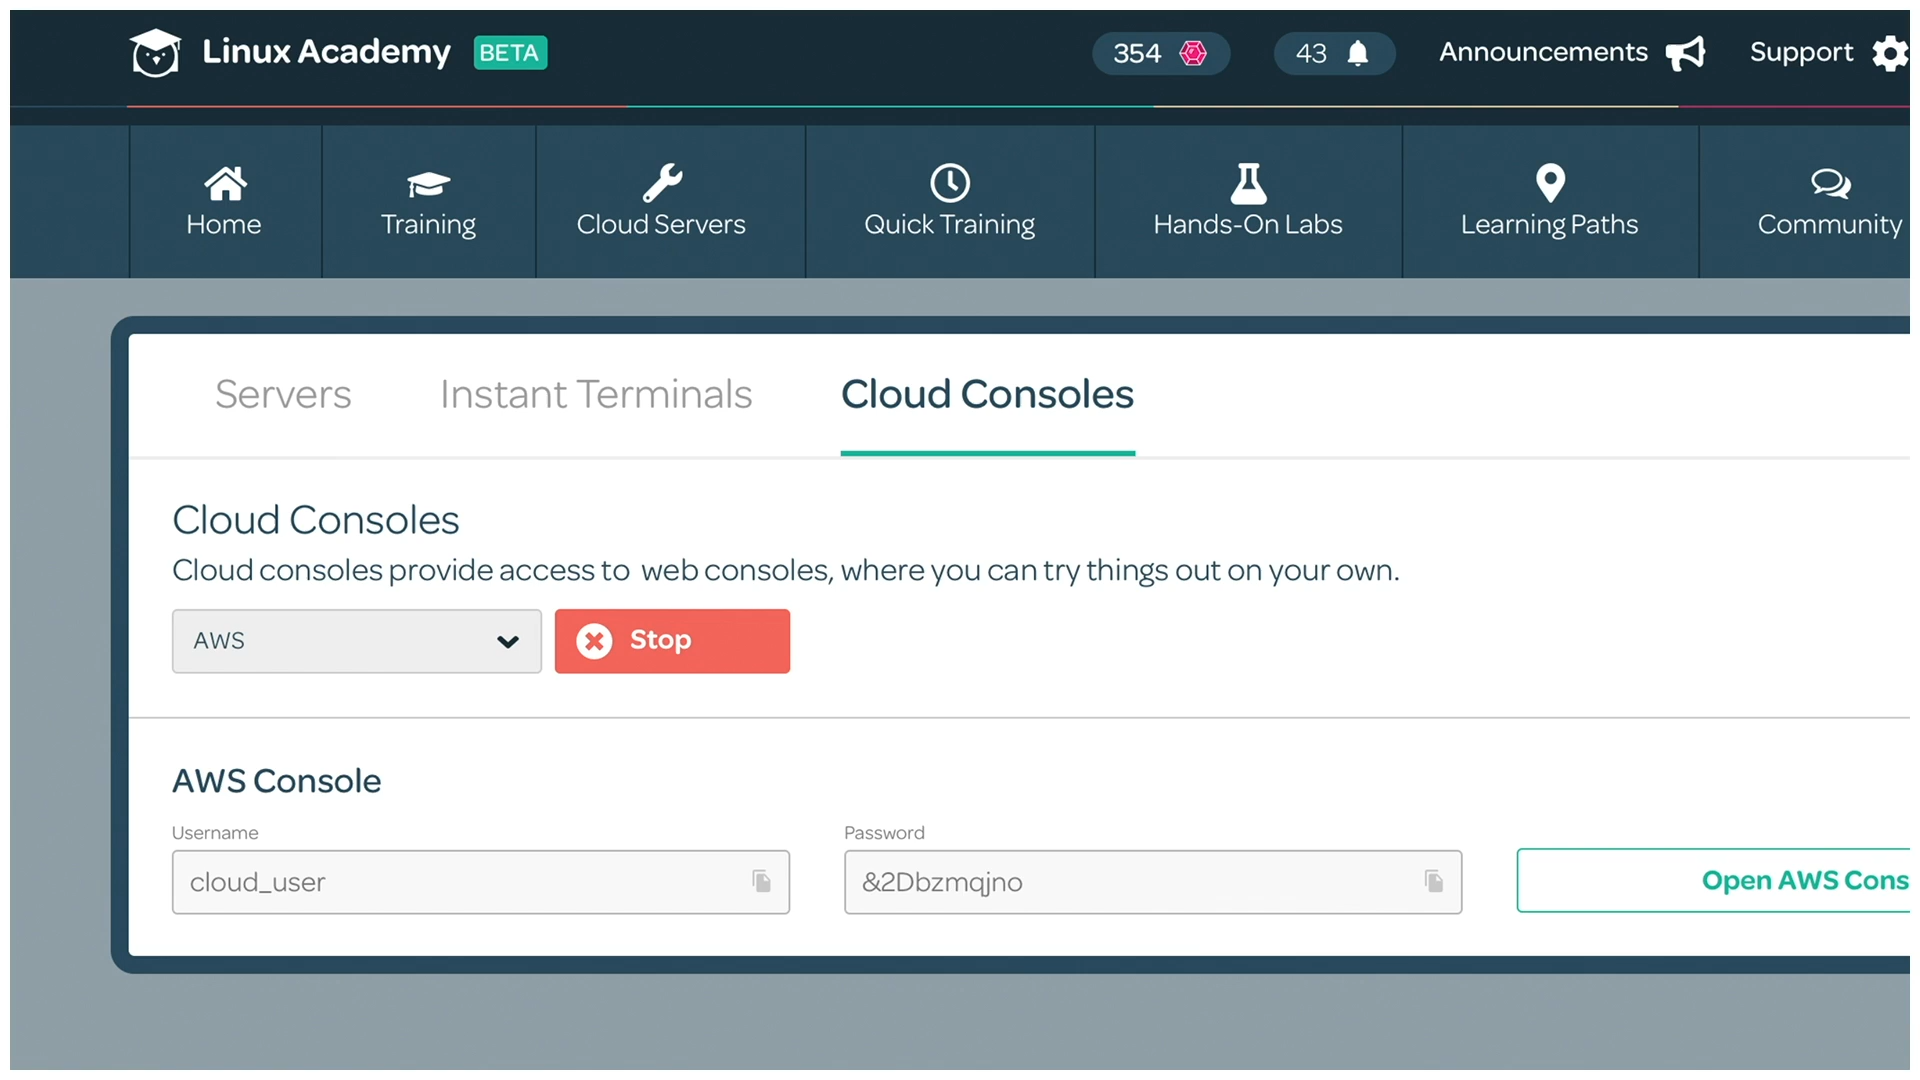 Linux Academy BETA 354 43 Announcements Support
Home Training Cloud Servers Quick Training Hands-On Labs Learning Paths Community
Servers Instant Terminals Cloud Consoles
Cloud Consoles
Cloud consoles provide access to web consoles, where you can try things out on your own.
AWS Stop
AWS Console
Username Password
cloud_user &2Dbzmqjno Open AWS Cons